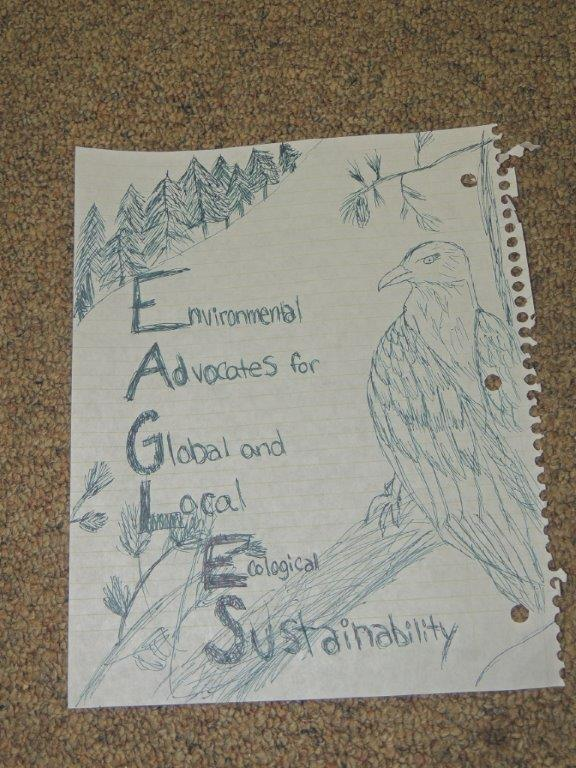 Environmental
Advocates for
Global and
Local
Ecological
Sustainability